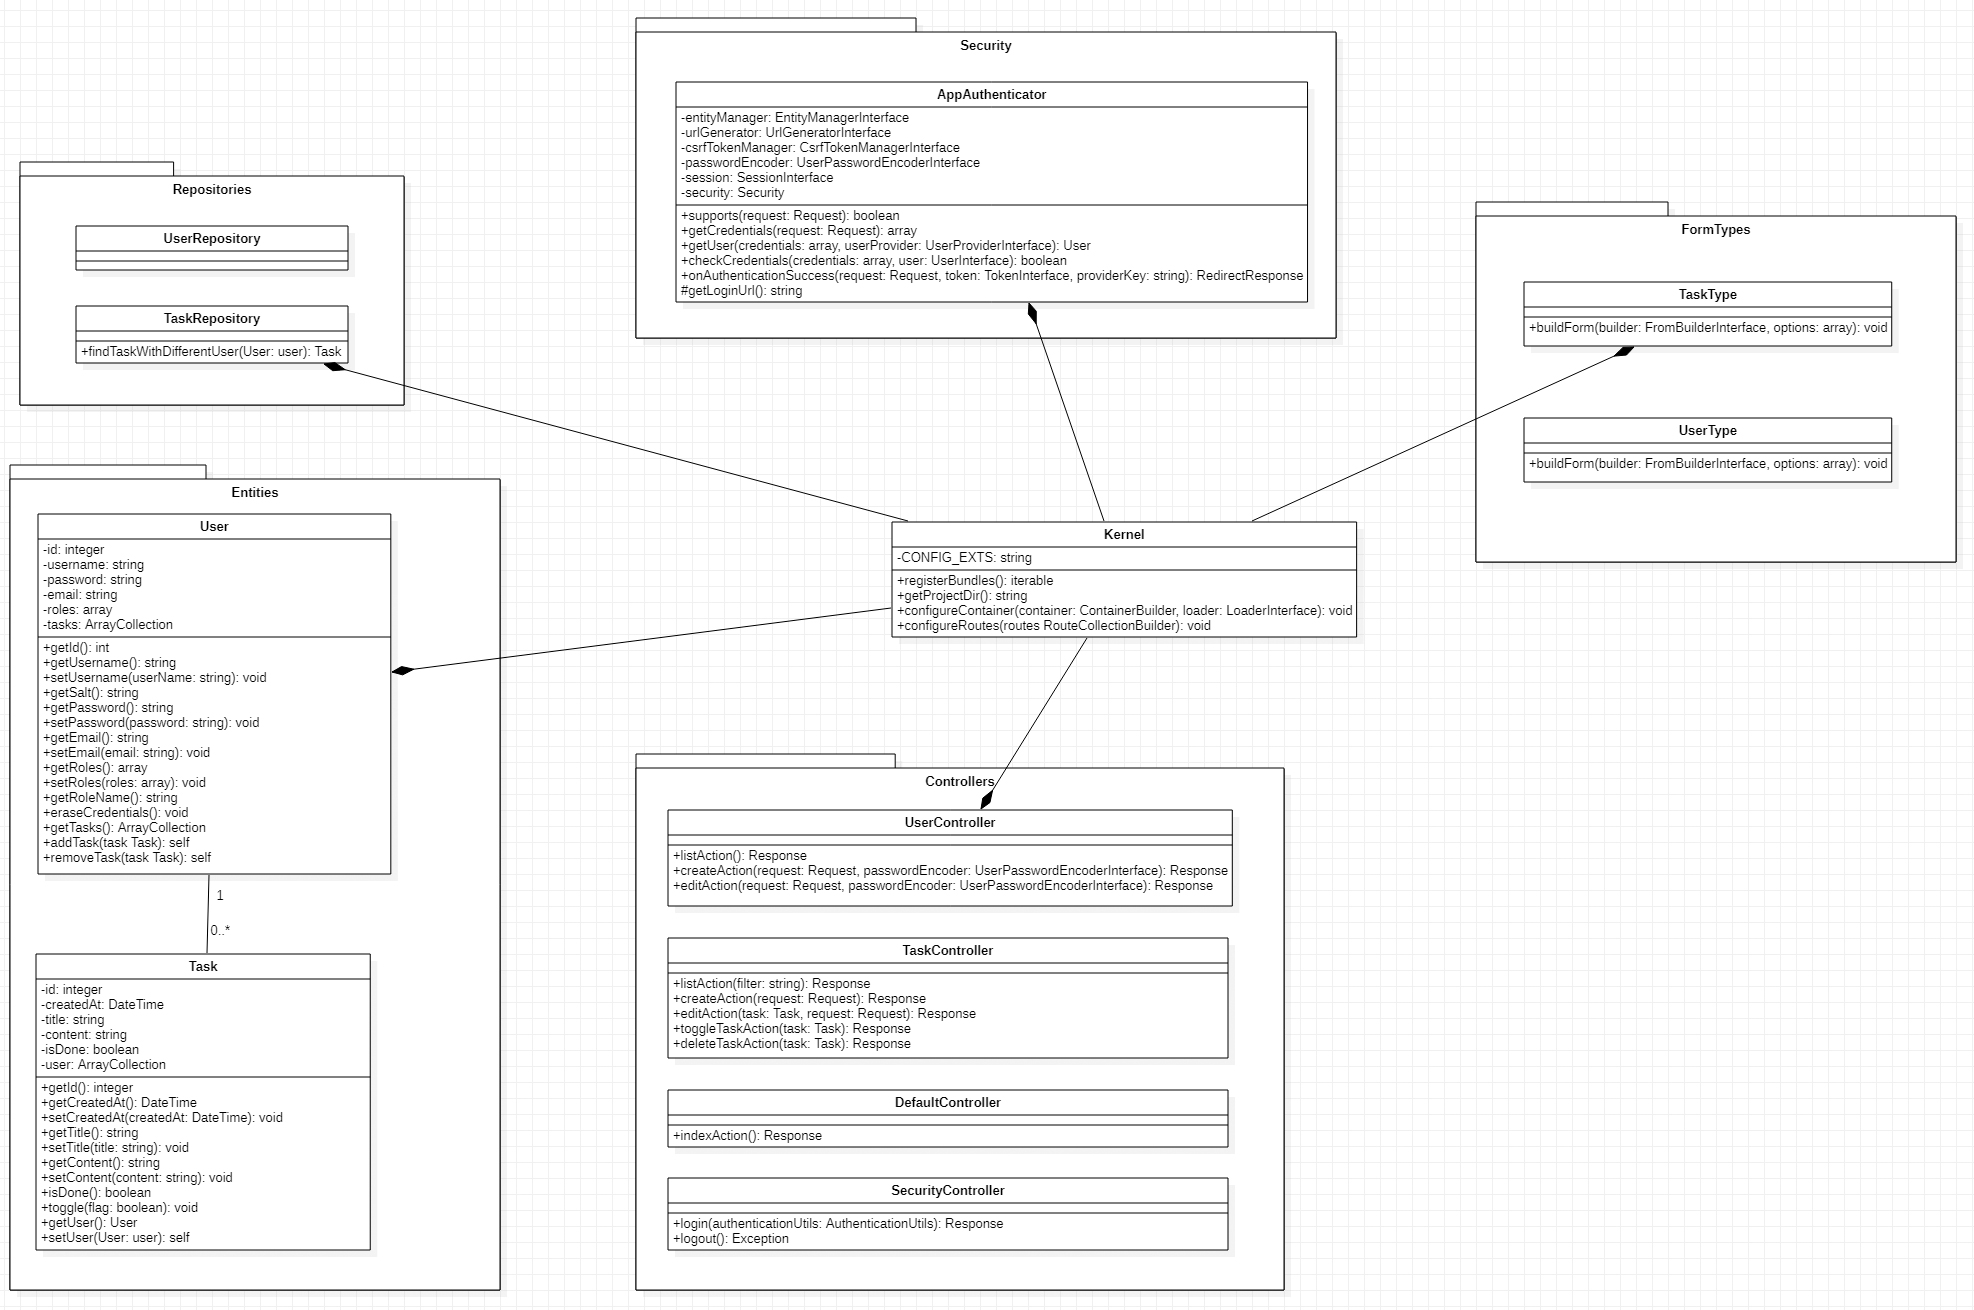 Security
AppAuthenticator
-entityManager: EntityManagerInterface
-urlGenerator: UrlGeneratorInterface
-csrfTokenManager: CsrfTokenManagerInterface
-passwordEncoder: UserPasswordEncoderInterface
-session: SessionInterface
-security: Security
+supports(request: Request): boolean
+getCredentials(request: Request): array
+getUser(credentials: array, userProvider: UserProviderInterface): User
+checkCredentials(credentials: array, user: UserInterface): boolean
+onAuthenticationSuccess(request: Request, token: TokenInterface, providerKey: string): RedirectResponse
#getLoginUrl(): string
Repositories
UserRepository
TaskRepository
+findTaskWithDifferentUser(User: user): Task
FormTypes
TaskType
+buildForm(builder: FromBuilderInterface, options: array): void
UserType
+buildForm(builder: FromBuilderInterface, options: array): void
Kernel
-CONFIG_EXTS: string
+registerBundles(): iterable
+getProjectDir(): string
+configureContainer(container: ContainerBuilder, loader: LoaderInterface): void
+configureRoutes(routes RouteCollectionBuilder): void
Entities
User
-id: integer
-username: string
-password: string
-email: string
-roles: array
-tasks: ArrayCollection
+getId(): int
+getUsername(): string
+setUsername(userName: string): void
+getSalt(): string
+getPassword(): string
+setPassword(password: string): void
+getEmail(): string
+setEmail(email: string): void
+getRoles(): array
+setRoles(roles: array): void
+getRoleName(): string
+eraseCredentials(): void
+getTasks(): ArrayCollection
+addTask(task Task): self
+removeTask(task Task): self
1
0..*
Task
-id: integer
-createdAt: DateTime
-title: string
-content: string
-isDone: boolean
-user: ArrayCollection
+getId(): integer
+getCreatedAt(): DateTime
+setCreatedAt(createdAt: DateTime): void
+getTitle(): string
+setTitle(title: string): void
+getContent(): string
+setContent(content: string): void
+isDone(): boolean
+toggle(flag: boolean): void
+getUser(): User
+setUser(User: user): self
Controllers
UserController
+listAction(): Response
+createAction(request: Request, passwordEncoder: UserPasswordEncoderInterface): Response
+editAction(request: Request, passwordEncoder: UserPasswordEncoderInterface): Response
TaskController
+listAction(filter: string): Response
+createAction(request: Request): Response
+editAction(task: Task, request: Request): Response
+toggleTaskAction(task: Task): Response
+deleteTaskAction(task: Task): Response
DefaultController
+indexAction(): Response
SecurityController
+login(authenticationUtils: AuthenticationUtils): Response
+logout(): Exception